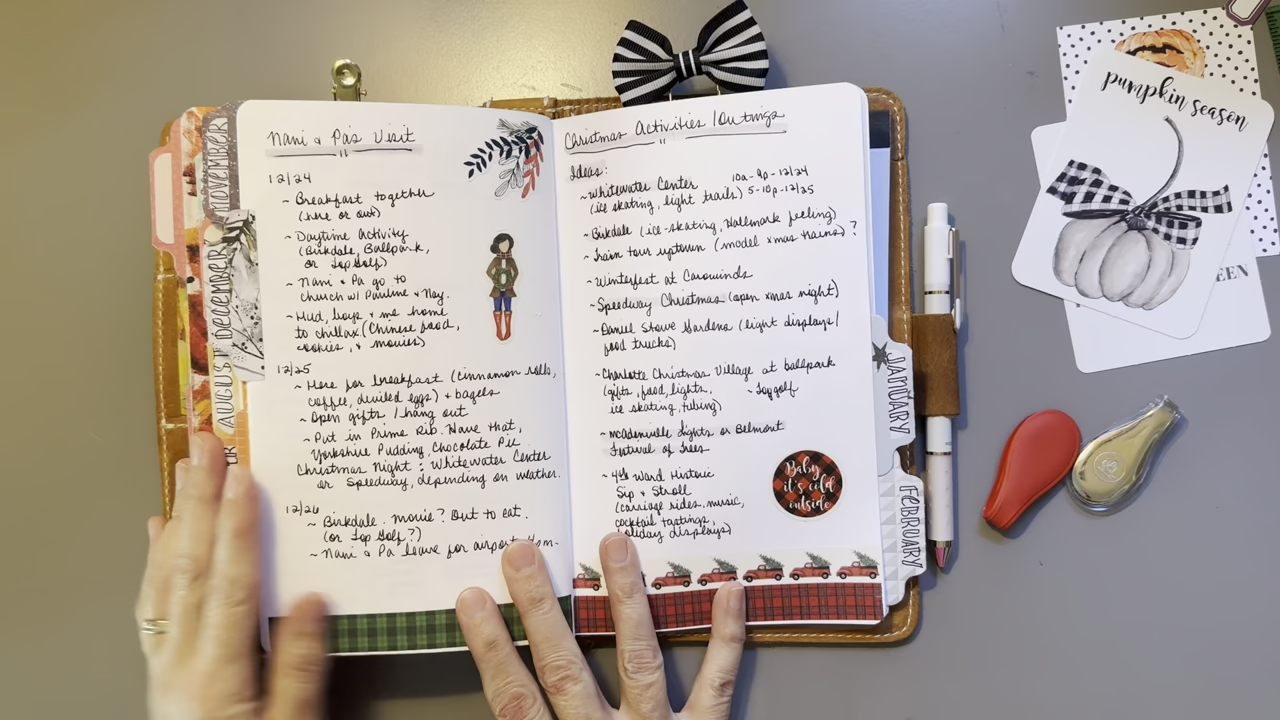 NOVEMBER
DECEMBER
AUGUST
Nani & Pa's Visit
12/24
~ Breakfast together
(here or out)
~ Daytime Activity
(Birkdale, Ballpark,
or Top Golf)
~ Nani & Pa go to
church w/ Pauline & Nay.
~ Hud, boys & me home
to chillax (Chinese food,
cookies, & movies)
12/25
~ Here for breakfast (cinnamon rolls,
coffee, diviled eggs) & bagels
~ Open gifts / hang out
~ Put in Prime Rib. Have that,
Yorkshire Pudding, Chocolate Pie
Christmas Night: Whitewater Center
or Speedway, depending on weather.
12/26
~ Birkdale. Movie? Out to eat.
(or Top Golf?)
~ Nani & Pa leave for airport
Christmas Activities / Outings
Ideas:
~ Whitewater Center 10a-9p-12/24
(ice skating, light trails) 5-10p-12/25
~ Birkdale (ice-skating, Hallmark feeling)
~ Train tour uptown (model xmas trains) ?
~ Winterfest at Carowinds
~ Speedway Christmas (open xmas night)
~ Daniel Stowe Gardens (light displays/
food trucks)
~ Charlotte Christmas Village at ballpark
(gifts, food, lights, ~ Topgolf
ice skating, tubing)
~ McAdenville Lights or Belmont
Festival of Trees
~ 4th Ward Historic
Sip & Stroll
(carriage rides, music,
cocktail tastings,
holiday displays)
Baby
it's cold
outside
JANUARY
FEBRUARY
pumpkin season
EEN